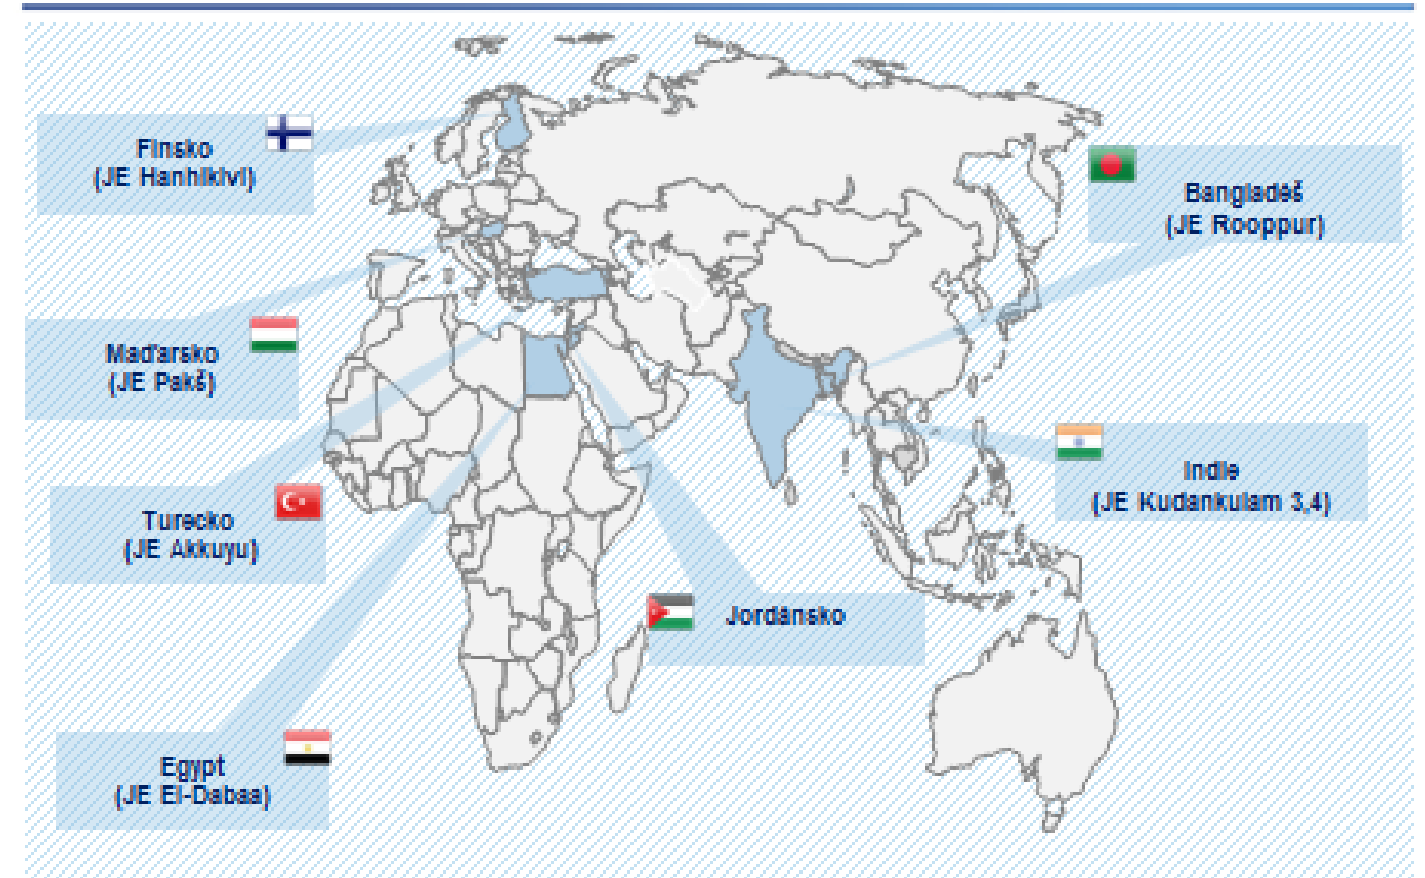 Finsko
(JE Hanhikivi)
Bangladéš
(JE Rooppur)
Maďarsko
(JE Pakš)
Indie
(JE Kudankulam 3,4)
Turecko
(JE Akkuyu)
Jordánsko
Egypt
(JE El-Dabaa)